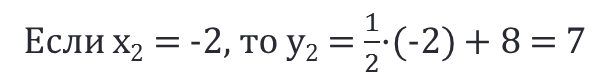 Если x₂ = -2, то y₂ = ½·(-2) + 8 = 7